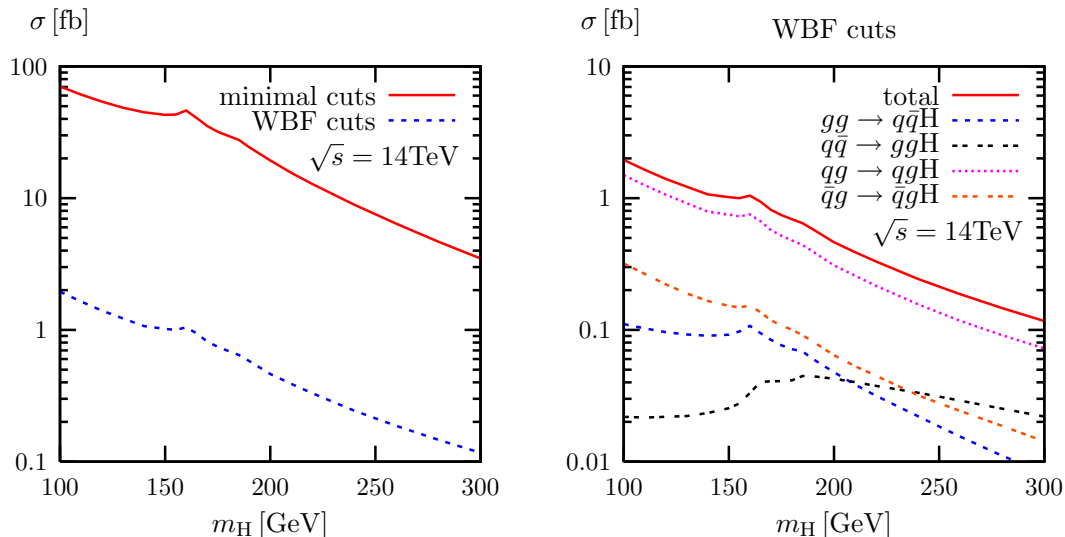 σ [fb]
100
10
1
0.1
minimal cuts
WBF cuts
√s = 14TeV
100 150 200 250 300
m_H [GeV]
σ [fb]
WBF cuts
10
1
0.1
0.01
total
gg → qq̄H
qq̄ → ggH
qg → qgH
q̄g → q̄gH
√s = 14TeV
100 150 200 250 300
m_H [GeV]